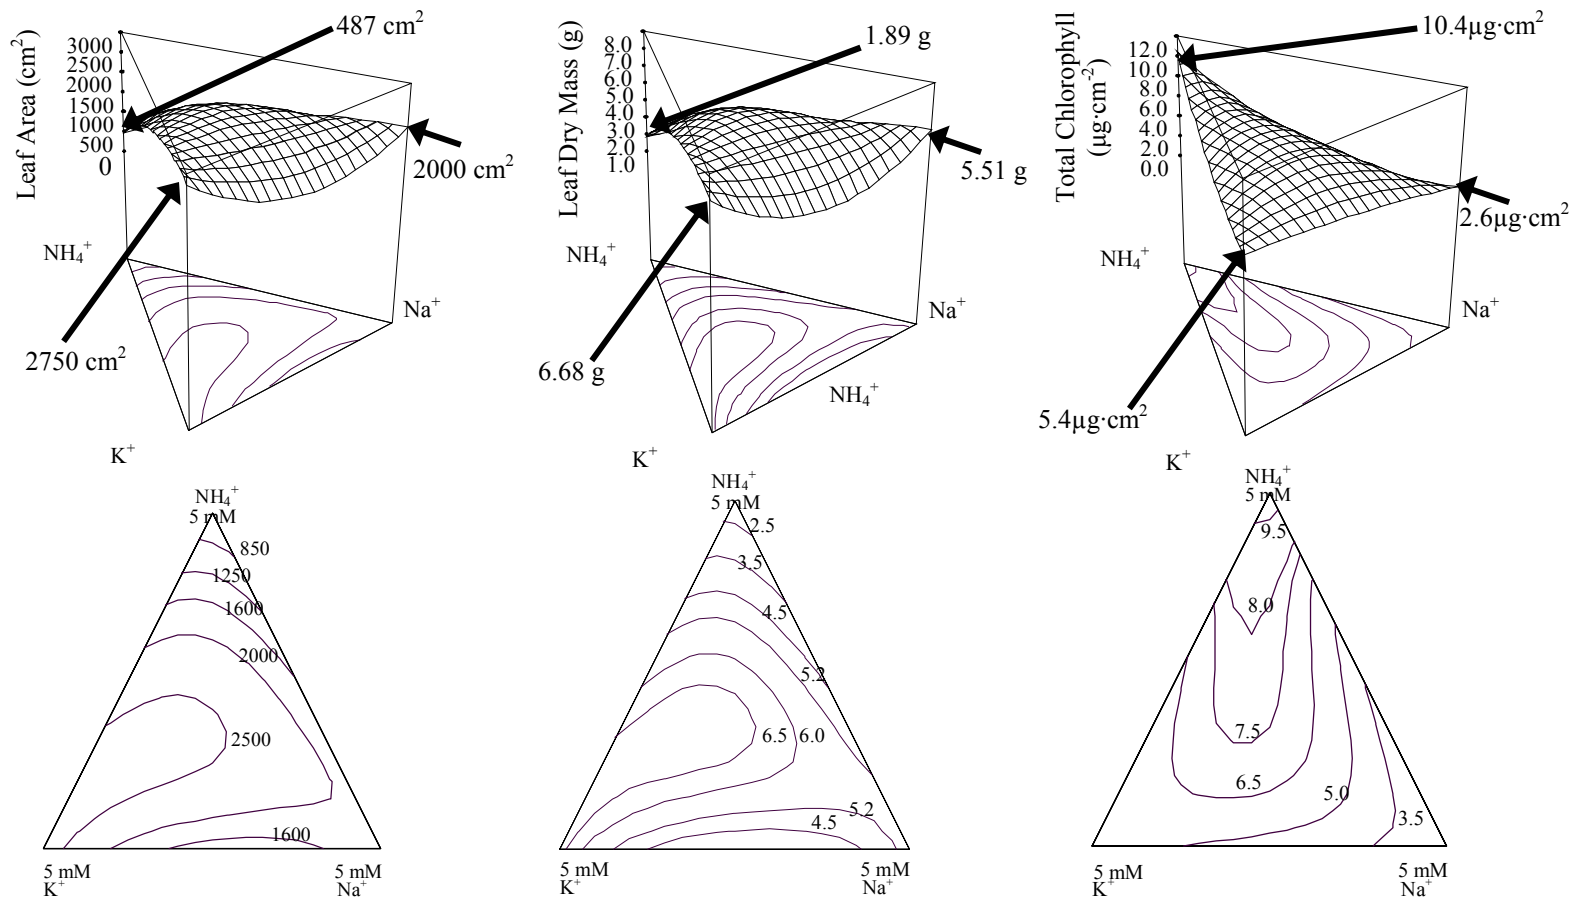 Leaf Area (cm²)
3000
2500
2000
1500
1000
500
0
487 cm²
2000 cm²
2750 cm²
NH₄⁺
Na⁺
K⁺
Leaf Dry Mass (g)
8.0
7.0
6.0
5.0
4.0
3.0
2.0
1.0
1.89 g
5.51 g
6.68 g
NH₄⁺
Na⁺
NH₄⁺
K⁺
Total Chlorophyll
(µg·cm⁻²)
12.0
10.0
8.0
6.0
4.0
2.0
0.0
10.4µg·cm²
2.6µg·cm²
5.4µg·cm²
NH₄⁺
Na⁺
K⁺
NH₄⁺
5 mM
850
1250
1600
2000
2500
1600
5 mM
K⁺
5 mM
Na⁺
NH₄⁺
5 mM
2.5
3.5
4.5
5.2
6.5
6.0
5.2
4.5
5 mM
K⁺
5 mM
Na⁺
NH₄⁺
5 mM
9.5
8.0
7.5
6.5
5.0
3.5
5 mM
K⁺
5 mM
Na⁺